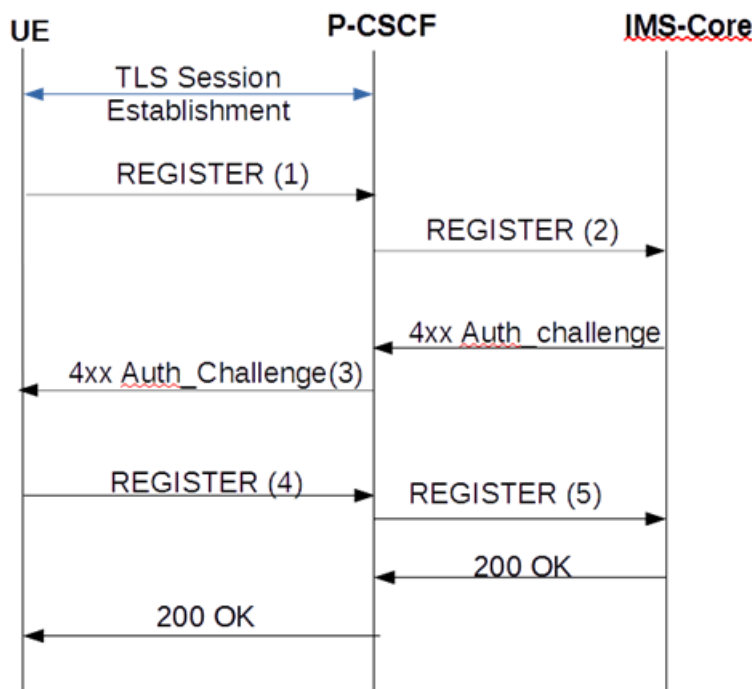 UE
P-CSCF
IMS-Core
TLS Session
Establishment
REGISTER (1)
REGISTER (2)
4xx Auth_challenge
4xx Auth_Challenge(3)
REGISTER (4)
REGISTER (5)
200 OK
200 OK